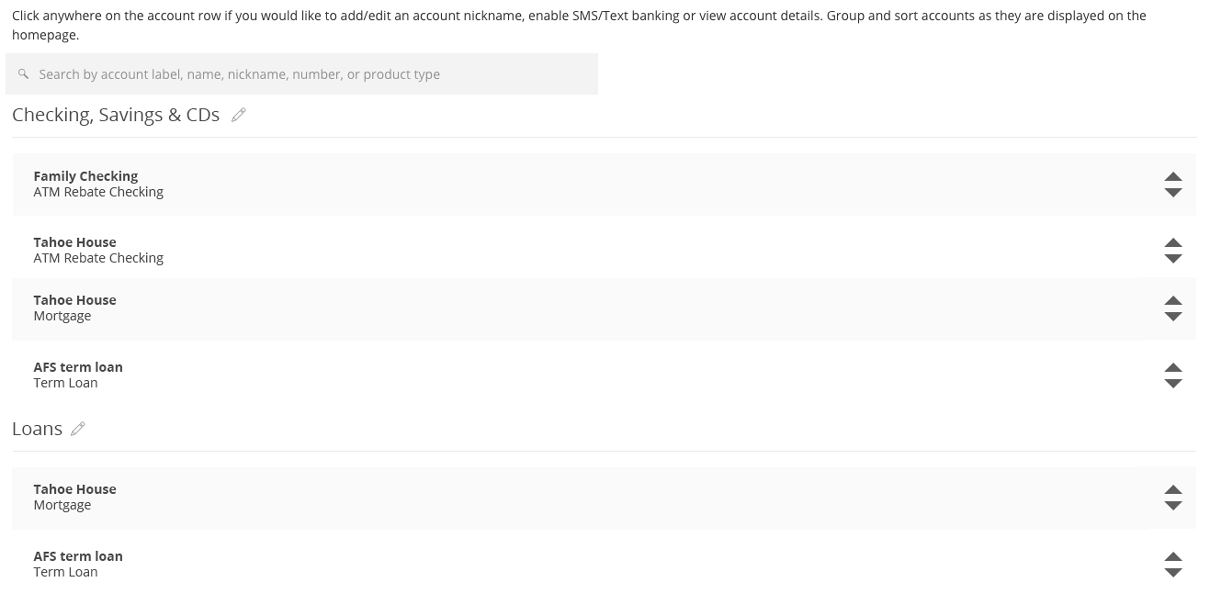 Click anywhere on the account row if you would like to add/edit an account nickname, enable SMS/Text banking or view account details. Group and sort accounts as they are displayed on the
homepage.
Search by account label, name, nickname, number, or product type
Checking, Savings & CDs
Family Checking
ATM Rebate Checking
Tahoe House
ATM Rebate Checking
Tahoe House
Mortgage
AFS term loan
Term Loan
Loans
Tahoe House
Mortgage
AFS term loan
Term Loan